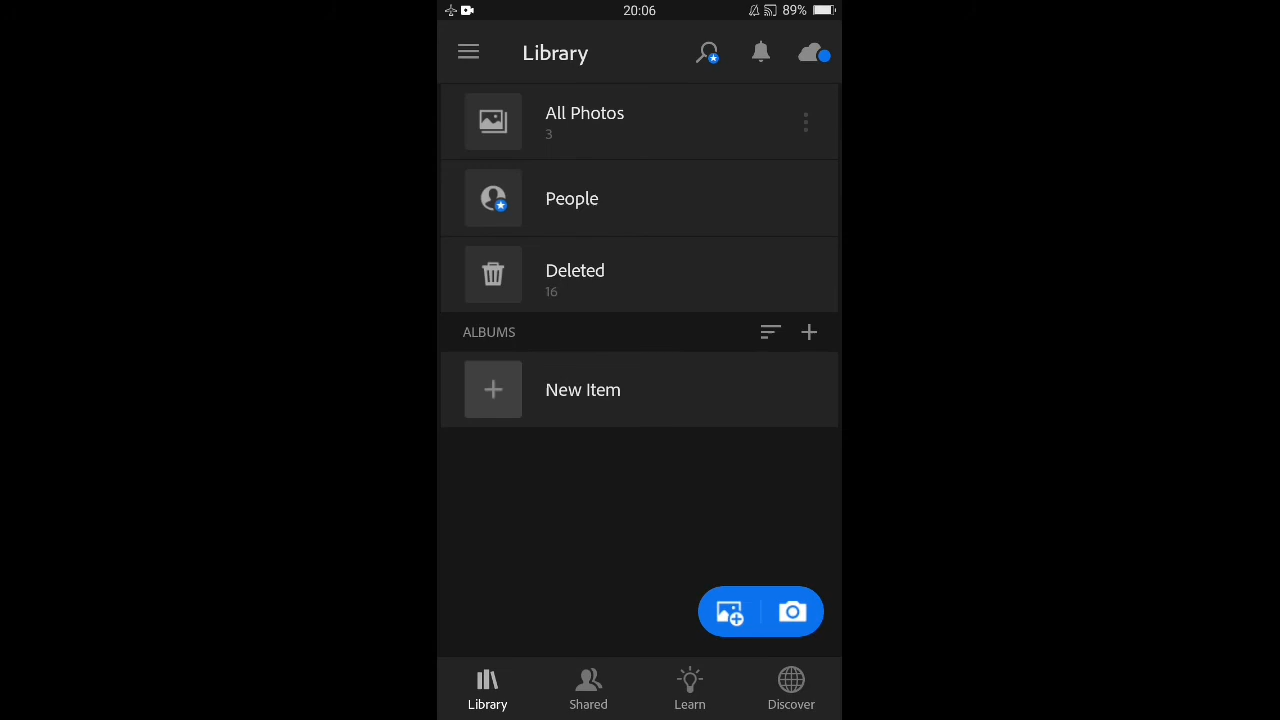 20:06
89%
Library
All Photos
3
People
Deleted
16
ALBUMS
New Item
Library
Shared
Learn
Discover